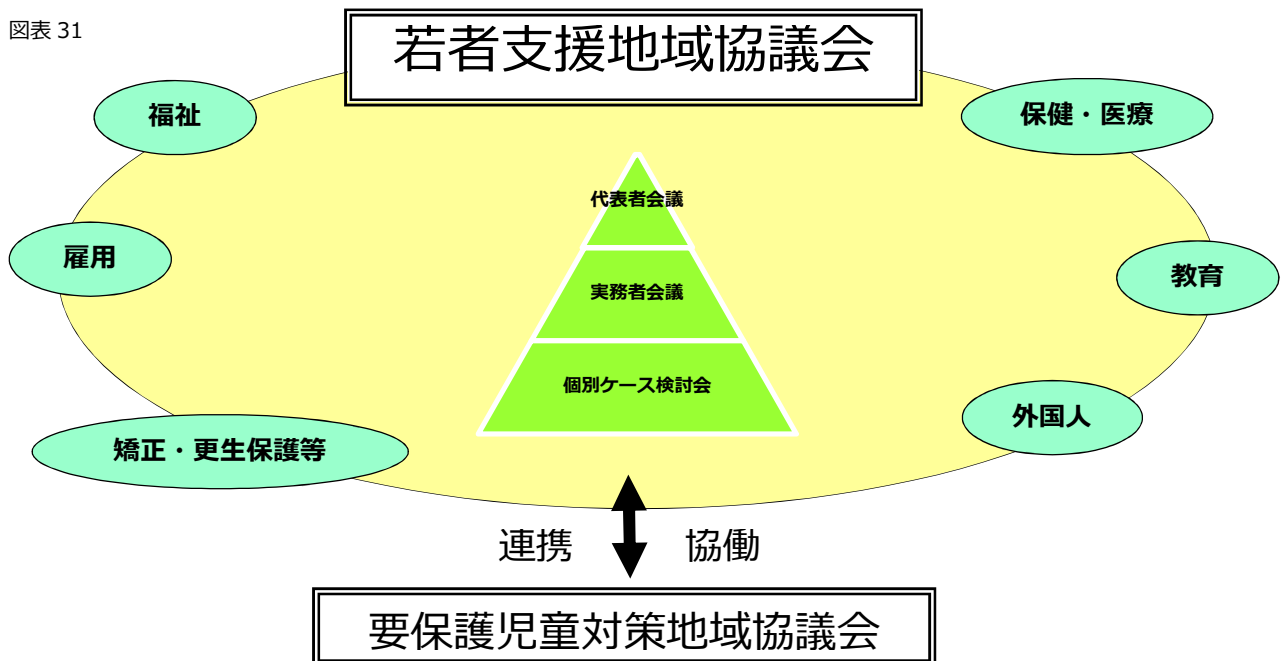 図表 31
若者支援地域協議会
福祉
保健・医療
代表者会議
雇用
教育
実務者会議
個別ケース検討会
外国人
矯正・更生保護等
連携
協働
要保護児童対策地域協議会